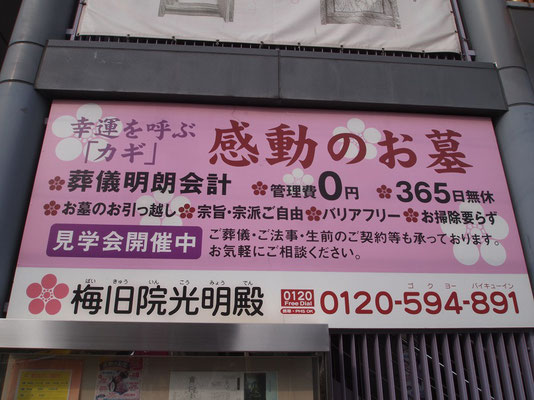 幸運を呼ぶ
「カギ」
感動のお墓
葬儀明朗会計 管理費0円 365日無休
お墓のお引っ越し 宗旨・宗派ご自由 バリアフリー お掃除要らず
見学会開催中
ご葬儀・ご法事・生前のご契約等も承っております。
お気軽にご相談ください。
ばい きゅう いん こう みょう でん
梅旧院光明殿
0120
Free Dial
携帯・PHS OK
ゴクヨー バイキューイン
0120-594-891